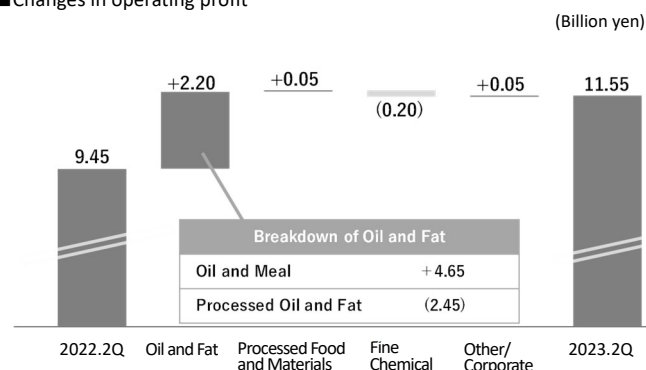 ■Changes in operating profit
(Billion yen)
9.45
+2.20
+0.05
(0.20)
+0.05
11.55
Breakdown of Oil and Fat
Oil and Meal +4.65
Processed Oil and Fat (2.45)
2022.2Q
Oil and Fat
Processed Food
and Materials
Fine
Chemical
Other/
Corporate
2023.2Q